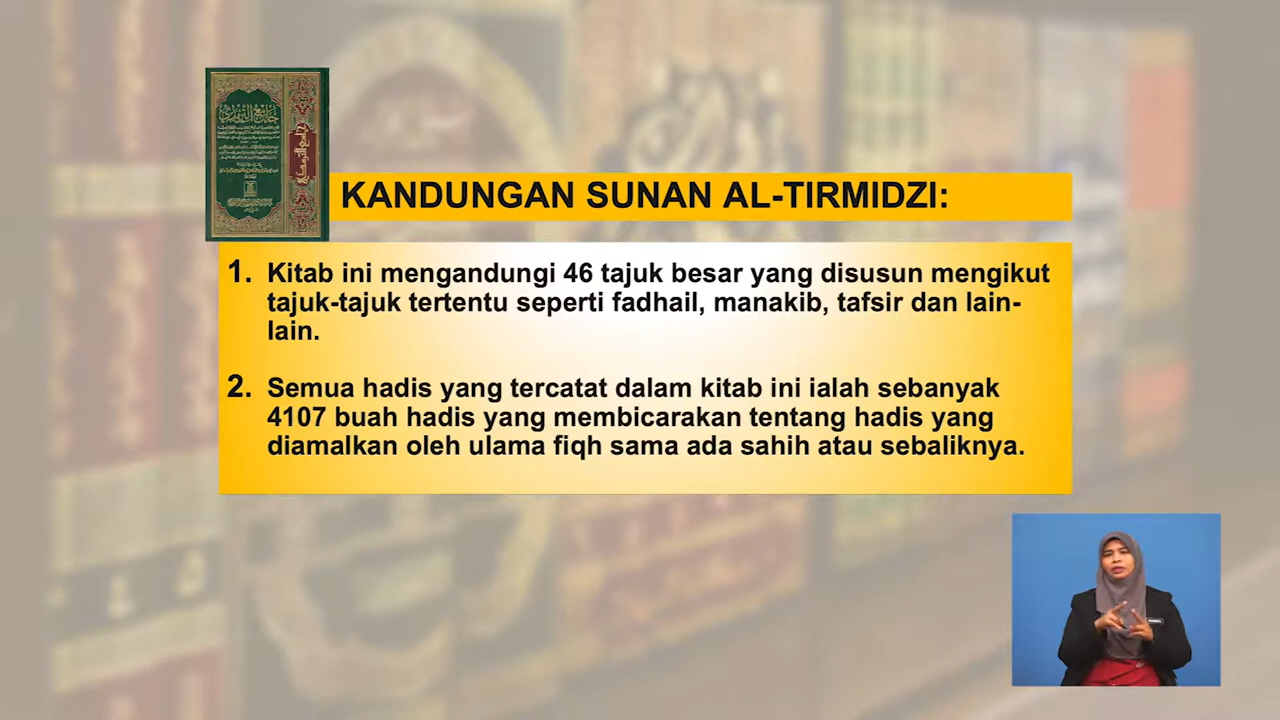 جامع الترمذي
KANDUNGAN SUNAN AL-TIRMIDZI:
1. Kitab ini mengandungi 46 tajuk besar yang disusun mengikut
tajuk-tajuk tertentu seperti fadhail, manakib, tafsir dan lain-
lain.
2. Semua hadis yang tercatat dalam kitab ini ialah sebanyak
4107 buah hadis yang membicarakan tentang hadis yang
diamalkan oleh ulama fiqh sama ada sahih atau sebaliknya.